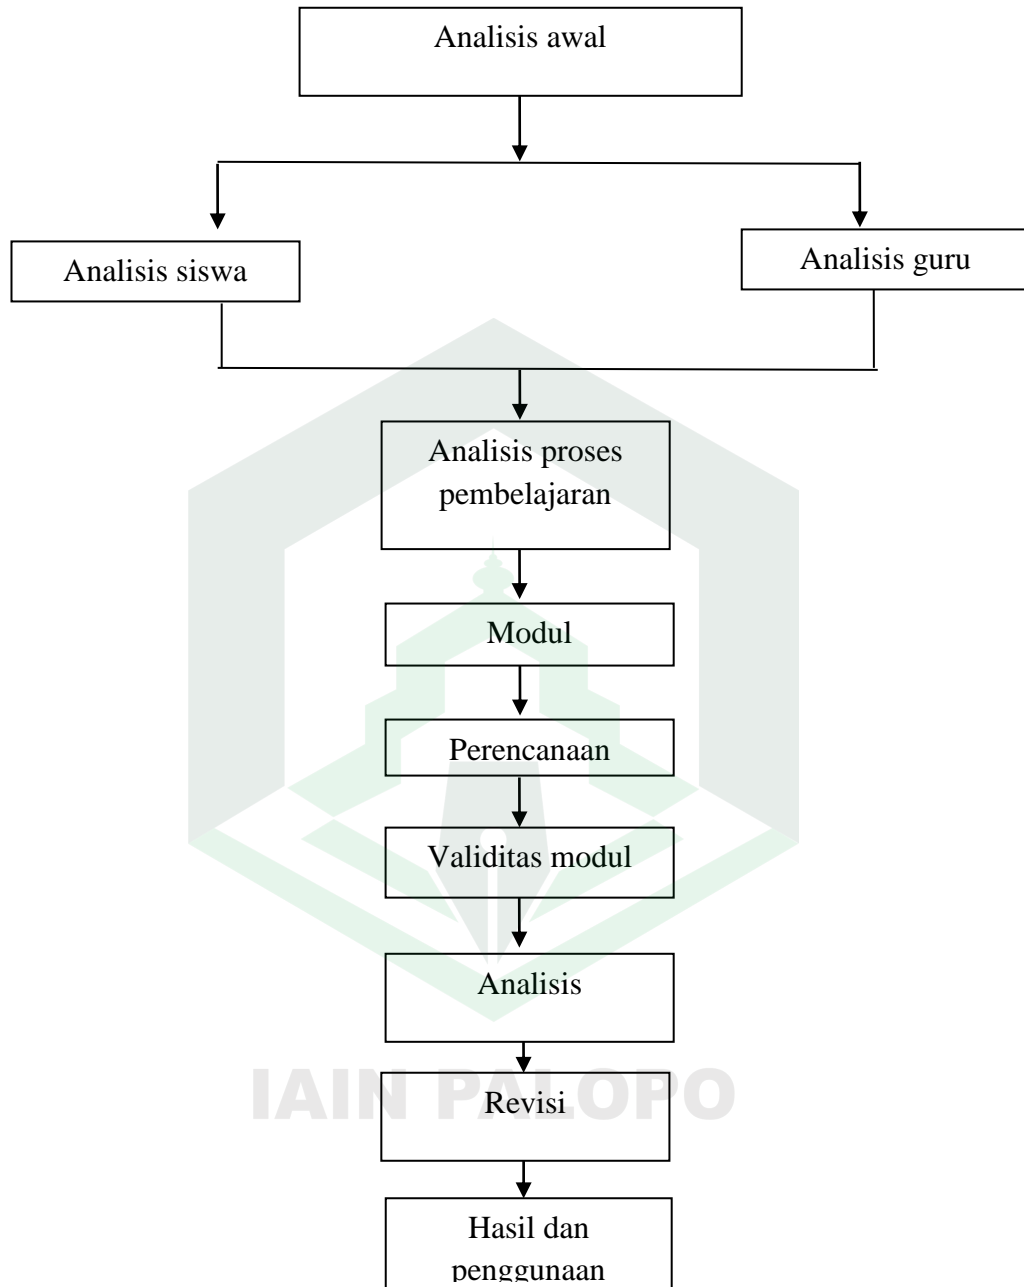 Analisis awal
Analisis siswa
Analisis guru
Analisis proses
pembelajaran
Modul
Perencanaan
Validitas modul
Analisis
IAIN PALOPO
Revisi
Hasil dan
penggunaan